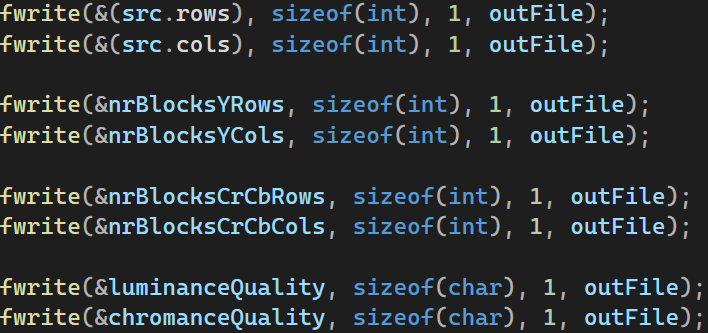 fwrite(&(src.rows), sizeof(int), 1, outFile);
fwrite(&(src.cols), sizeof(int), 1, outFile);
fwrite(&nrBlocksYRows, sizeof(int), 1, outFile);
fwrite(&nrBlocksYCols, sizeof(int), 1, outFile);
fwrite(&nrBlocksCrCbRows, sizeof(int), 1, outFile);
fwrite(&nrBlocksCrCbCols, sizeof(int), 1, outFile);
fwrite(&luminanceQuality, sizeof(char), 1, outFile);
fwrite(&chromanceQuality, sizeof(char), 1, outFile);